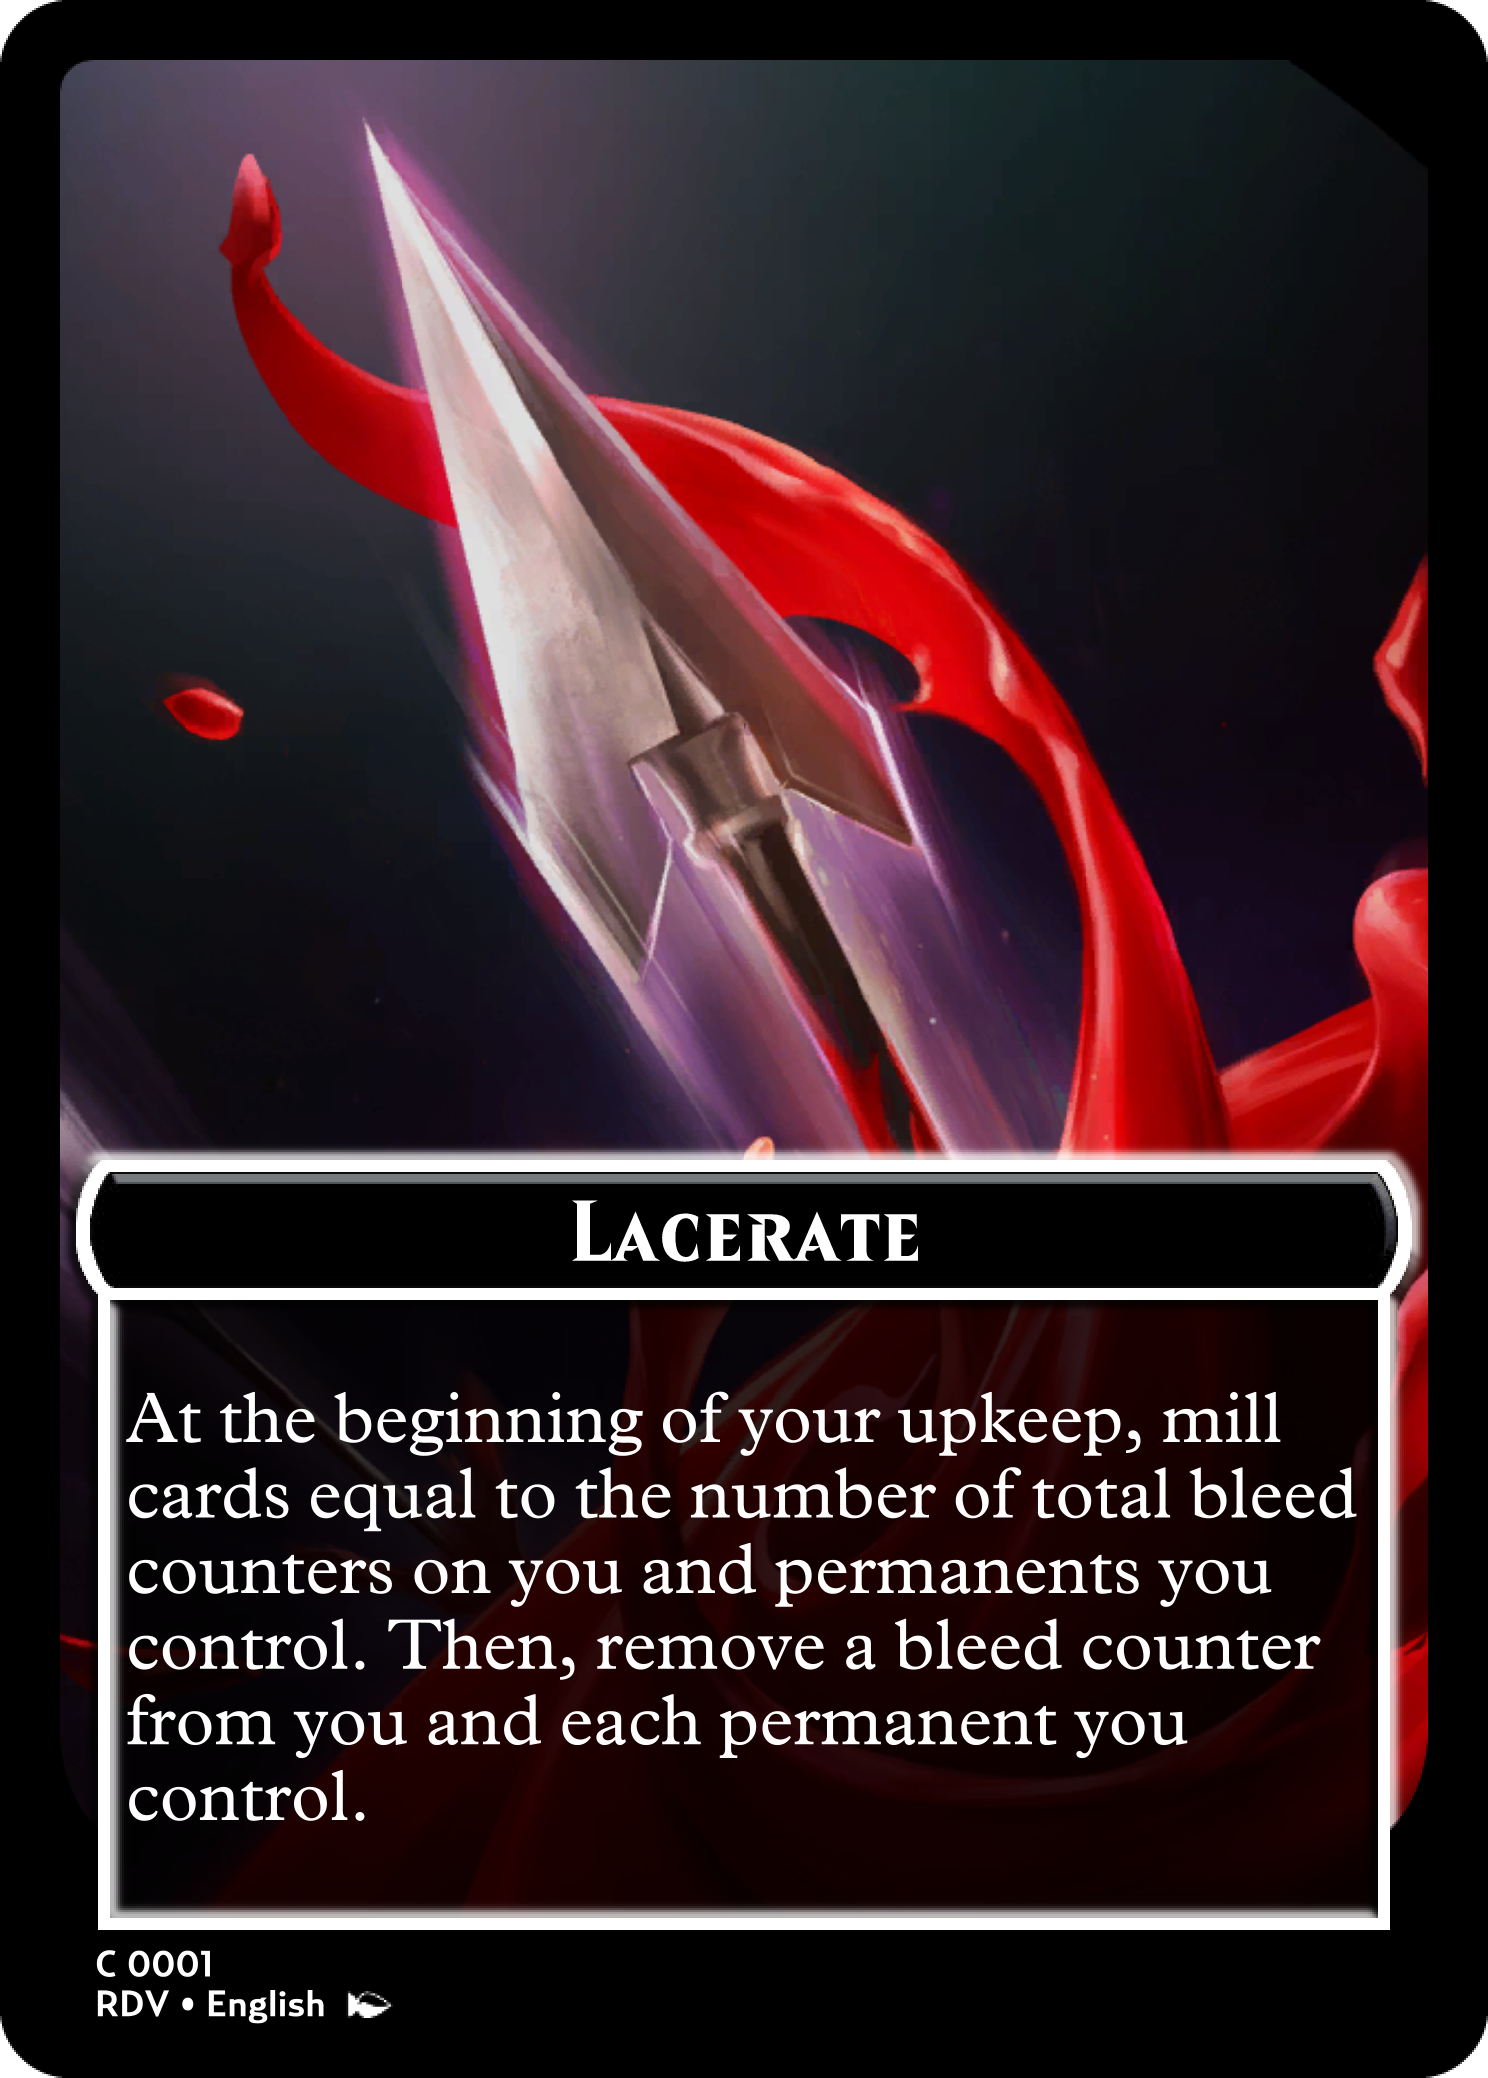 Lacerate
At the beginning of your upkeep, mill
cards equal to the number of total bleed
counters on you and permanents you
control. Then, remove a bleed counter
from you and each permanent you
control.
C 0001
RDV • English